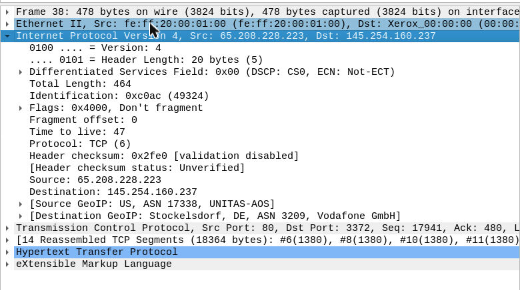 Frame 38: 478 bytes on wire (3824 bits), 478 bytes captured (3824 bits) on interface
Ethernet II, Src: fe:ff:20:00:01:00 (fe:ff:20:00:01:00), Dst: Xerox_00:00:00 (00:00:
Internet Protocol Version 4, Src: 65.208.228.223, Dst: 145.254.160.237
0100 .... = Version: 4
.... 0101 = Header Length: 20 bytes (5)
Differentiated Services Field: 0x00 (DSCP: CS0, ECN: Not-ECT)
Total Length: 464
Identification: 0xc0ac (49324)
Flags: 0x4000, Don't fragment
Fragment offset: 0
Time to live: 47
Protocol: TCP (6)
Header checksum: 0x2fe0 [validation disabled]
[Header checksum status: Unverified]
Source: 65.208.228.223
Destination: 145.254.160.237
[Source GeoIP: US, ASN 17338, UNITAS-AOS]
[Destination GeoIP: Stockelsdorf, DE, ASN 3209, Vodafone GmbH]
Transmission Control Protocol, Src Port: 80, Dst Port: 3372, Seq: 17941, Ack: 480, L
[14 Reassembled TCP Segments (18364 bytes): #6(1380), #8(1380), #10(1380), #11(1380)
Hypertext Transfer Protocol
eXtensible Markup Language